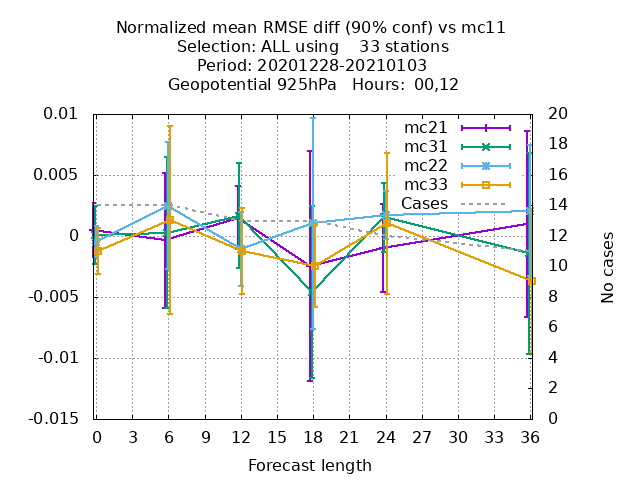 Normalized mean RMSE diff (90% conf) vs mc11
Selection: ALL using    33 stations
Period: 20201228-20210103
Geopotential 925hPa   Hours:  00,12
0.01
0.005
0
-0.005
-0.01
-0.015
20
18
16
14
12
10
8
6
4
2
0
mc21
mc31
mc22
mc33
Cases
No cases
0 3 6 9 12 15 18 21 24 27 30 33 36
Forecast length